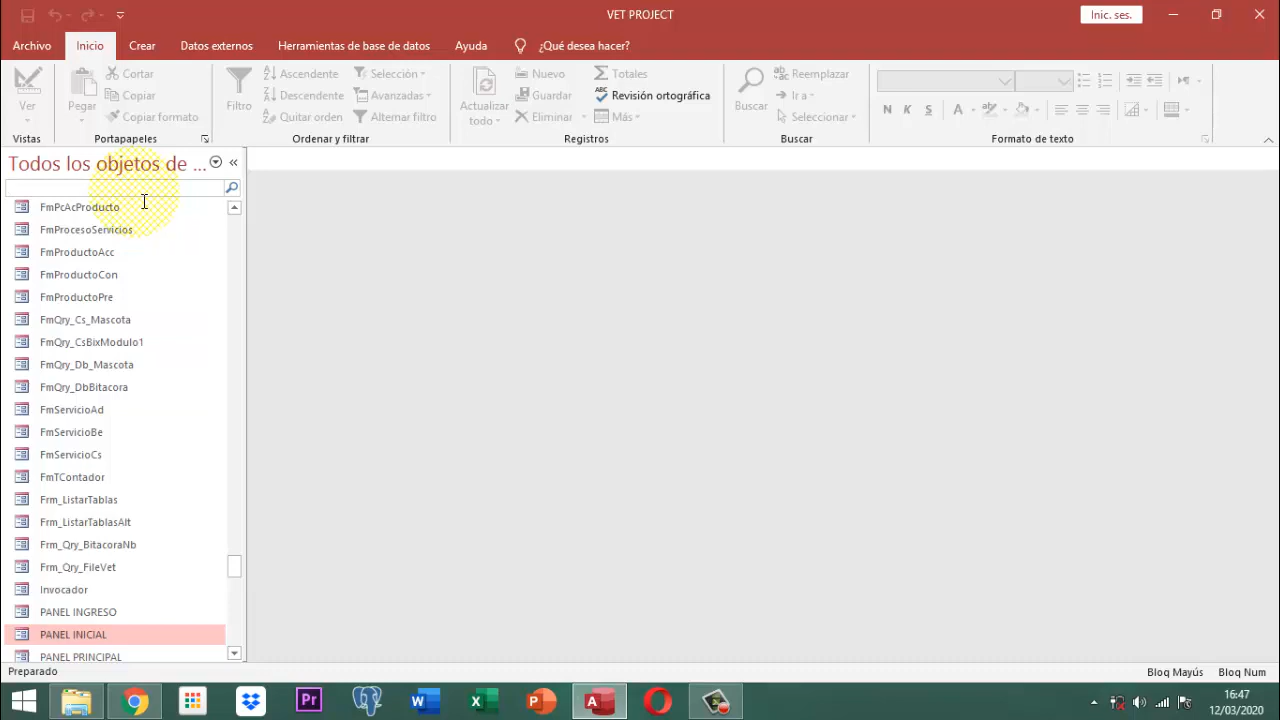 VET PROJECT
Inic. ses.
Archivo Inicio Crear Datos externos Herramientas de base de datos Ayuda ¿Qué desea hacer?
Ver
Vistas
Pegar
Cortar
Copiar
Copiar formato
Portapapeles
Filtro
Ascendente
Descendente
Quitar orden
Selección
Avanzadas
Alternar filtro
Ordenar y filtrar
Actualizar
todo
Nuevo
Guardar
Eliminar
Totales
ABC
Revisión ortográfica
Más
Registros
Buscar
Reemplazar
Ir a
Seleccionar
Buscar
N K S A
Formato de texto
Todos los objetos de ...
FmPcAcProducto
FmProcesoServicios
FmProductoAcc
FmProductoCon
FmProductoPre
FmQry_Cs_Mascota
FmQry_CsBixModulo1
FmQry_Db_Mascota
FmQry_DbBitacora
FmServicioAd
FmServicioBe
FmServicioCs
FmTContador
Frm_ListarTablas
Frm_ListarTablasAlt
Frm_Qry_BitacoraNb
Frm_Qry_FileVet
Invocador
PANEL INGRESO
PANEL INICIAL
PANEL PRINCIPAL
Preparado
Bloq Mayús Bloq Num
Pr
16:47
12/03/2020